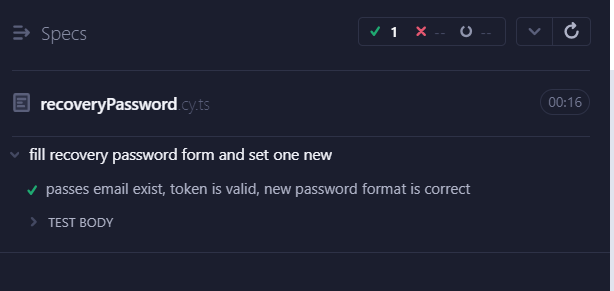 Specs
1 -- --
recoveryPassword.cy.ts 00:16
fill recovery password form and set one new
passes email exist, token is valid, new password format is correct
TEST BODY